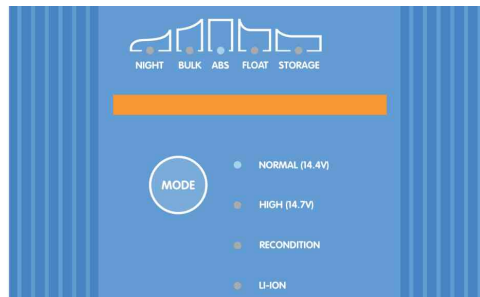 NIGHT BULK ABS FLOAT STORAGE
NORMAL (14.4V)
MODE
HIGH (14.7V)
RECONDITION
LI-ION